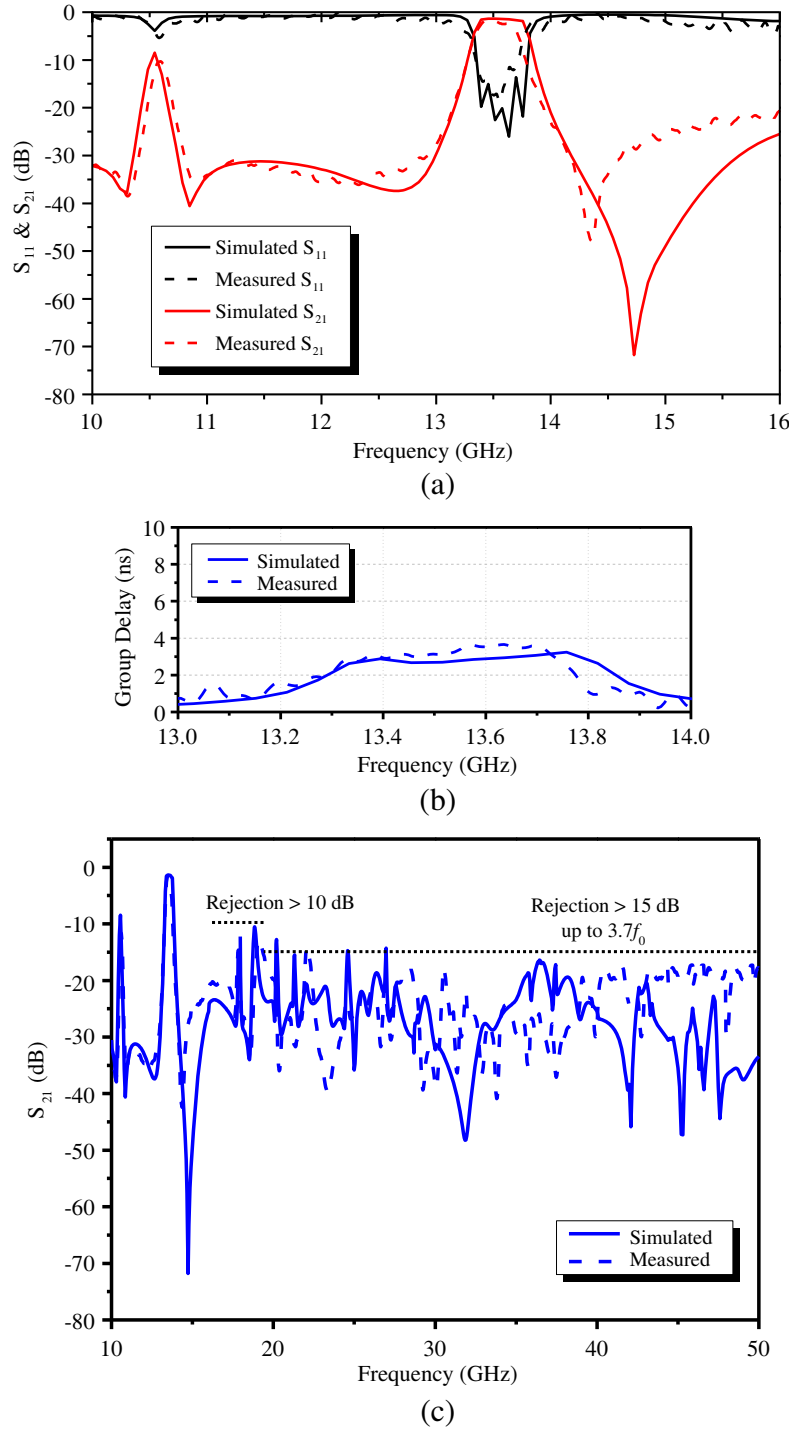 0
-10
-20
-30
-40
-50
-60
-70
-80
S11 & S21 (dB)
Simulated S11
Measured S11
Simulated S21
Measured S21
10 11 12 13 14 15 16
Frequency (GHz)
(a)
10
8
6
4
2
0
Group Delay (ns)
Simulated
Measured
13.0 13.2 13.4 13.6 13.8 14.0
Frequency (GHz)
(b)
0
-10
-20
-30
-40
-50
-60
-70
-80
S21 (dB)
Rejection > 10 dB
Rejection > 15 dB
up to 3.7f0
Simulated
Measured
10 20 30 40 50
Frequency (GHz)
(c)